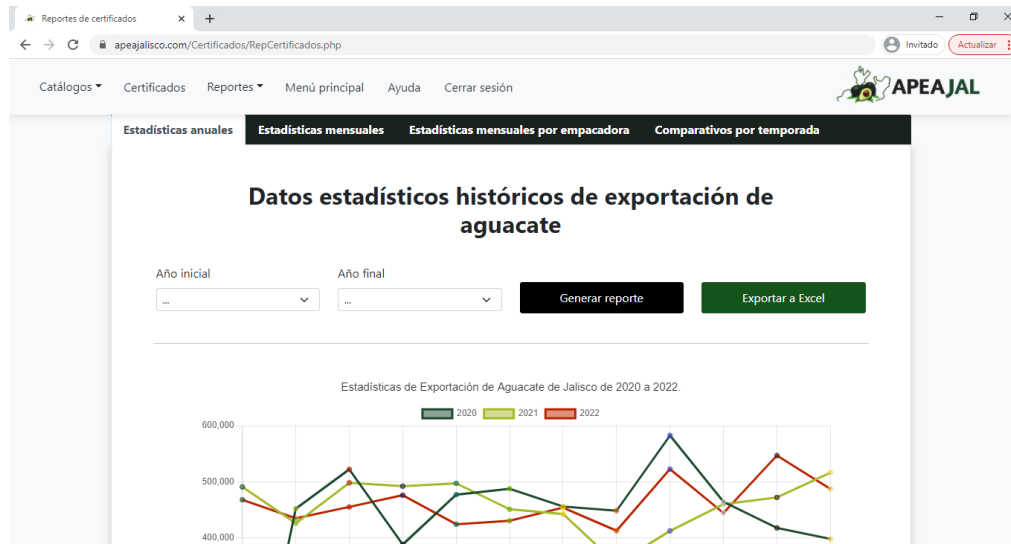 Reportes de certificados
apeajalisco.com/Certificados/RepCertificados.php
Invitado
Actualizar
Catálogos
Certificados
Reportes
Menú principal
Ayuda
Cerrar sesión
APEAJAL
Estadísticas anuales
Estadísticas mensuales
Estadísticas mensuales por empacadora
Comparativos por temporada
Datos estadísticos históricos de exportación de
aguacate
Año inicial
Año final
...
...
Generar reporte
Exportar a Excel
Estadísticas de Exportación de Aguacate de Jalisco de 2020 a 2022.
2020
2021
2022
600,000
500,000
400,000